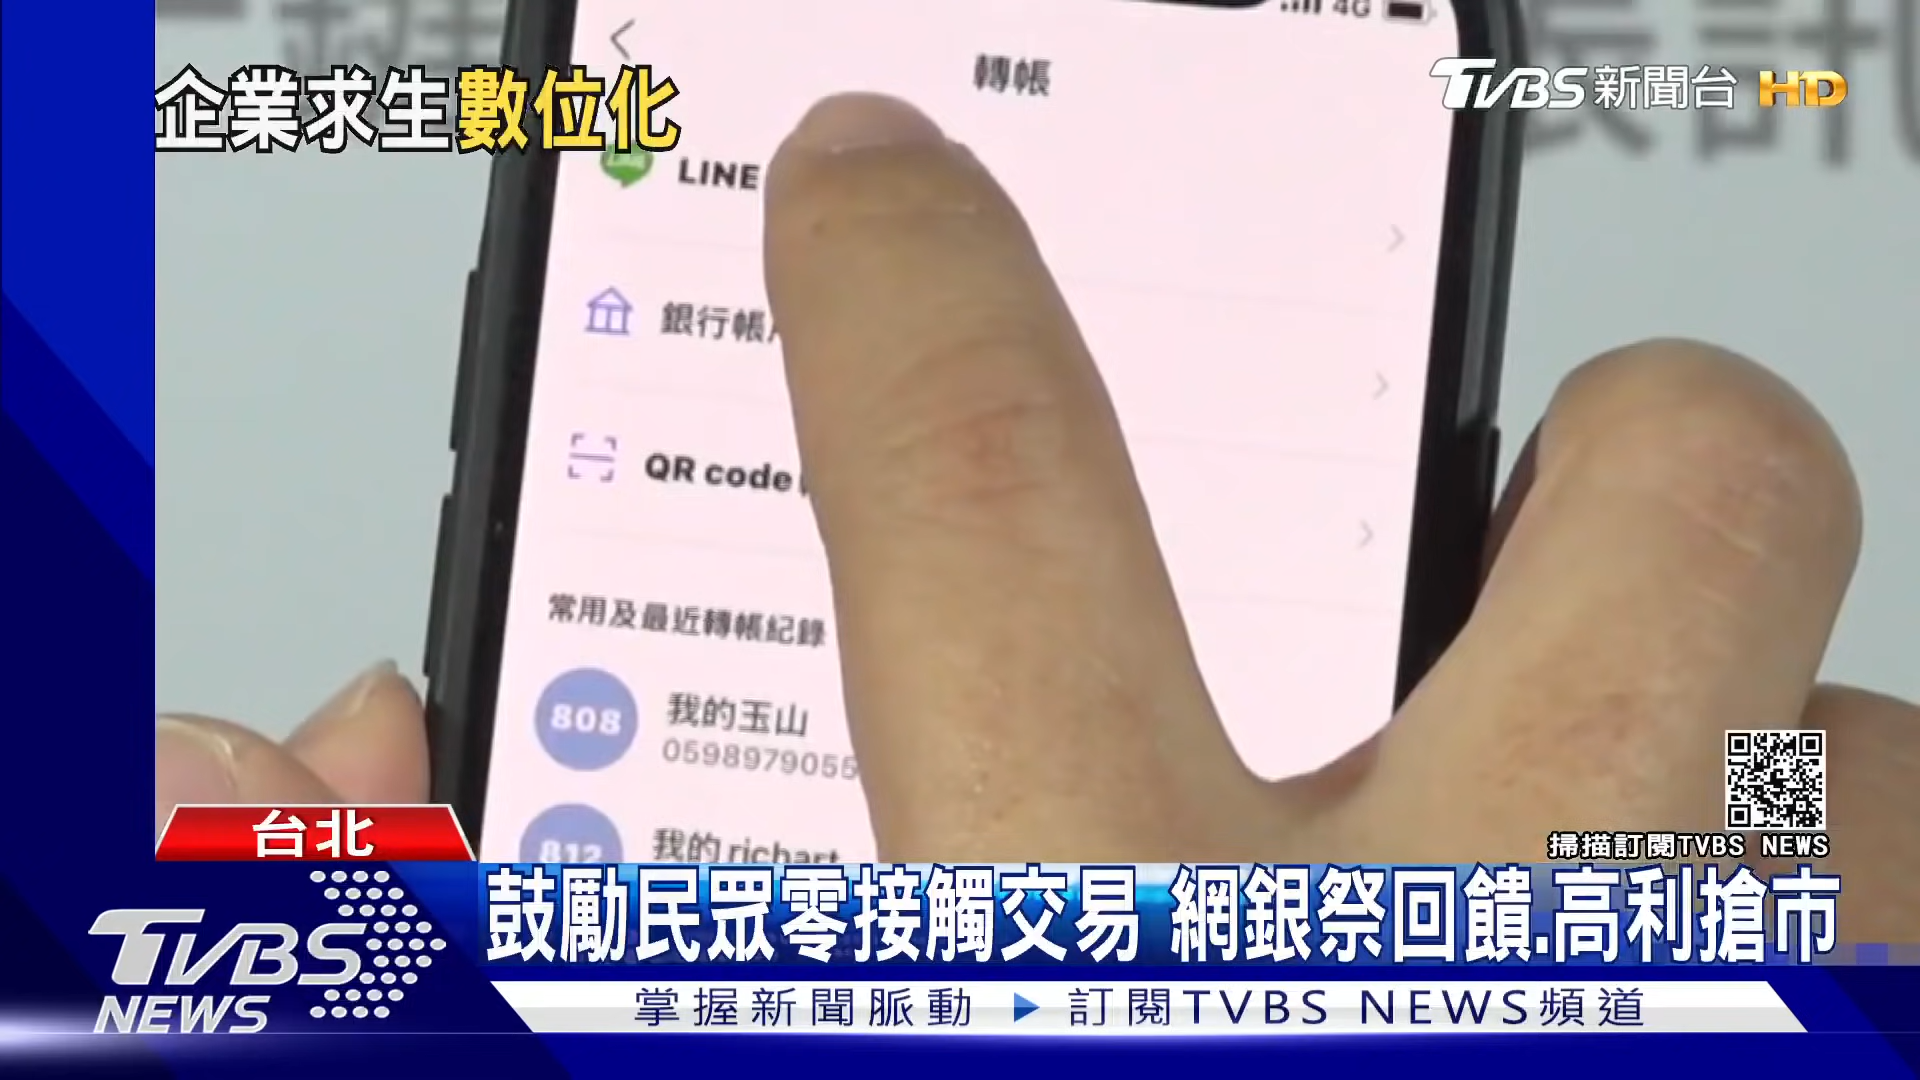 4G
轉帳
TVBS新聞台 HD
企業求生數位化
LINE
銀行帳
QR code
常用及最近轉帳紀錄
808
我的玉山
0598979055
812
我的richart
台北
掃描訂閱TVBS NEWS
鼓勵民眾零接觸交易 網銀祭回饋.高利搶市
TVBS
NEWS
掌握新聞脈動 ▶ 訂閱TVBS NEWS頻道